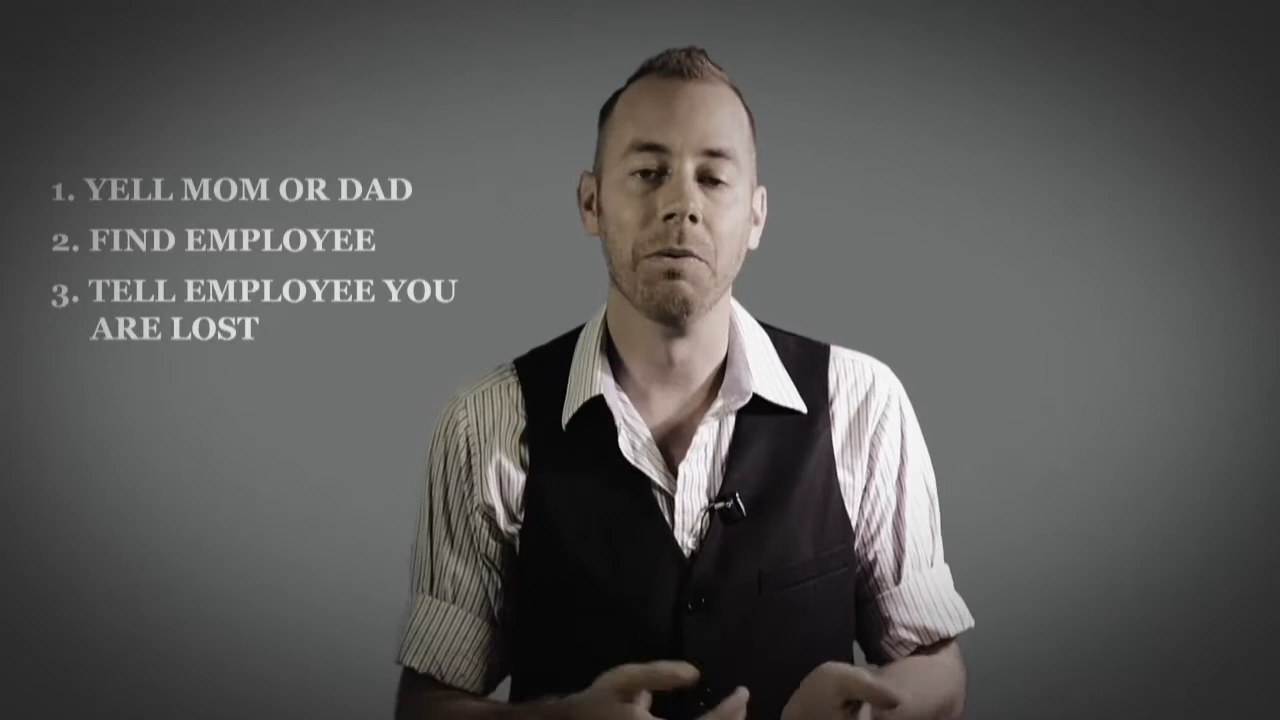 1. YELL MOM OR DAD
2. FIND EMPLOYEE
3. TELL EMPLOYEE YOU
ARE LOST